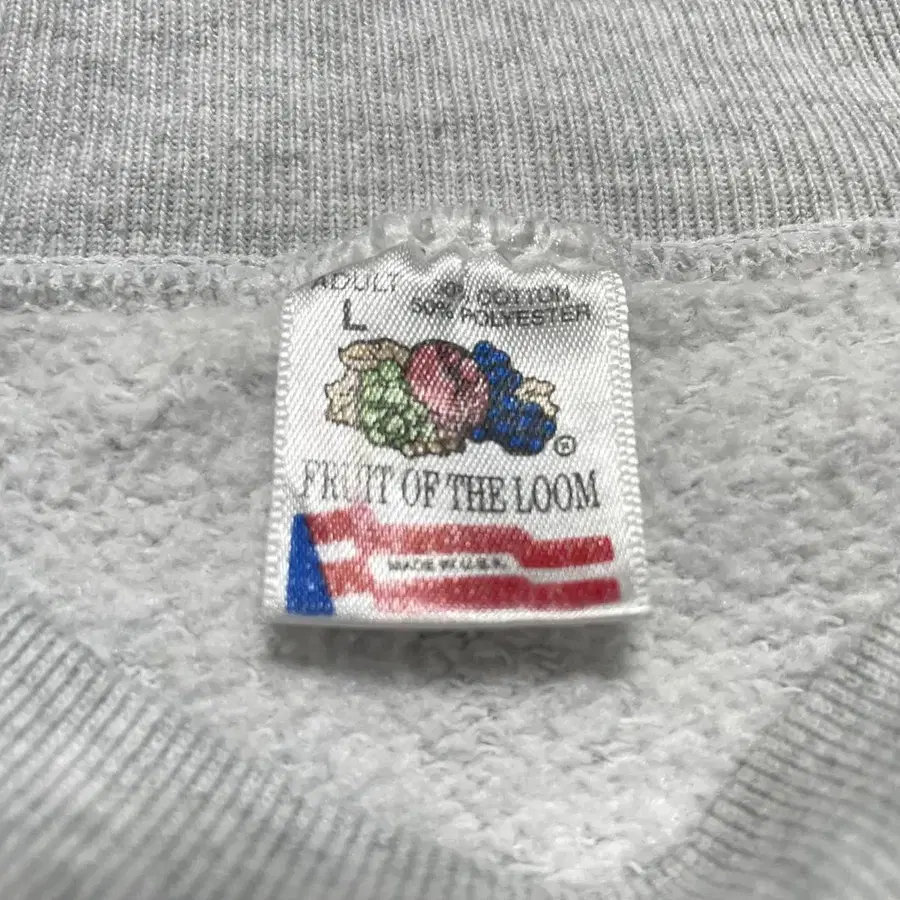 ADULT
L
COTTON
50% POLYESTER
®
FRUIT OF THE LOOM
MADE IN U.S.A.